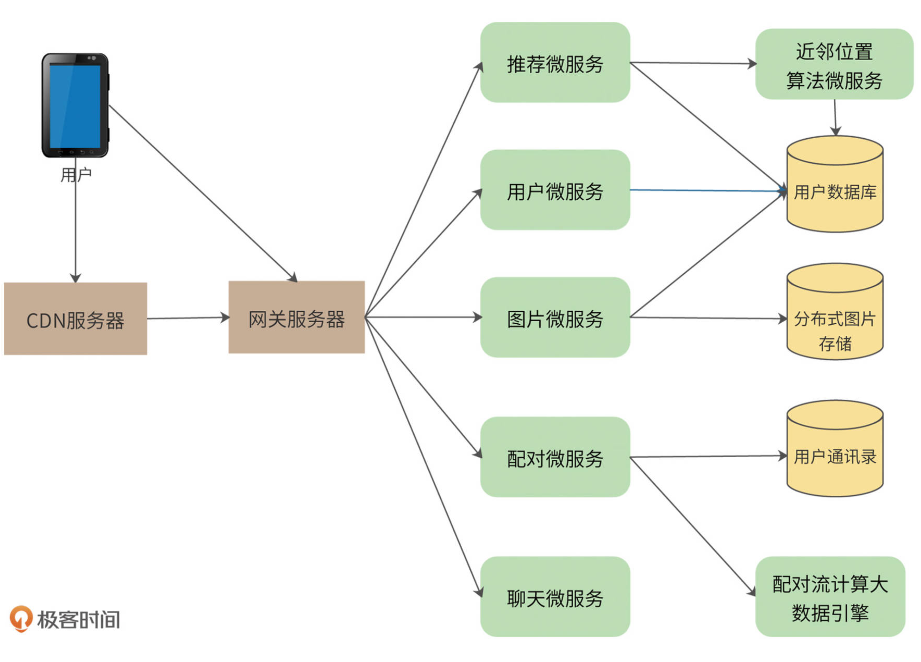 用户
CDN服务器
网关服务器
推荐微服务
用户微服务
图片微服务
配对微服务
聊天微服务
近邻位置
算法微服务
用户数据库
分布式图片
存储
用户通讯录
配对流计算大
数据引擎
极客时间